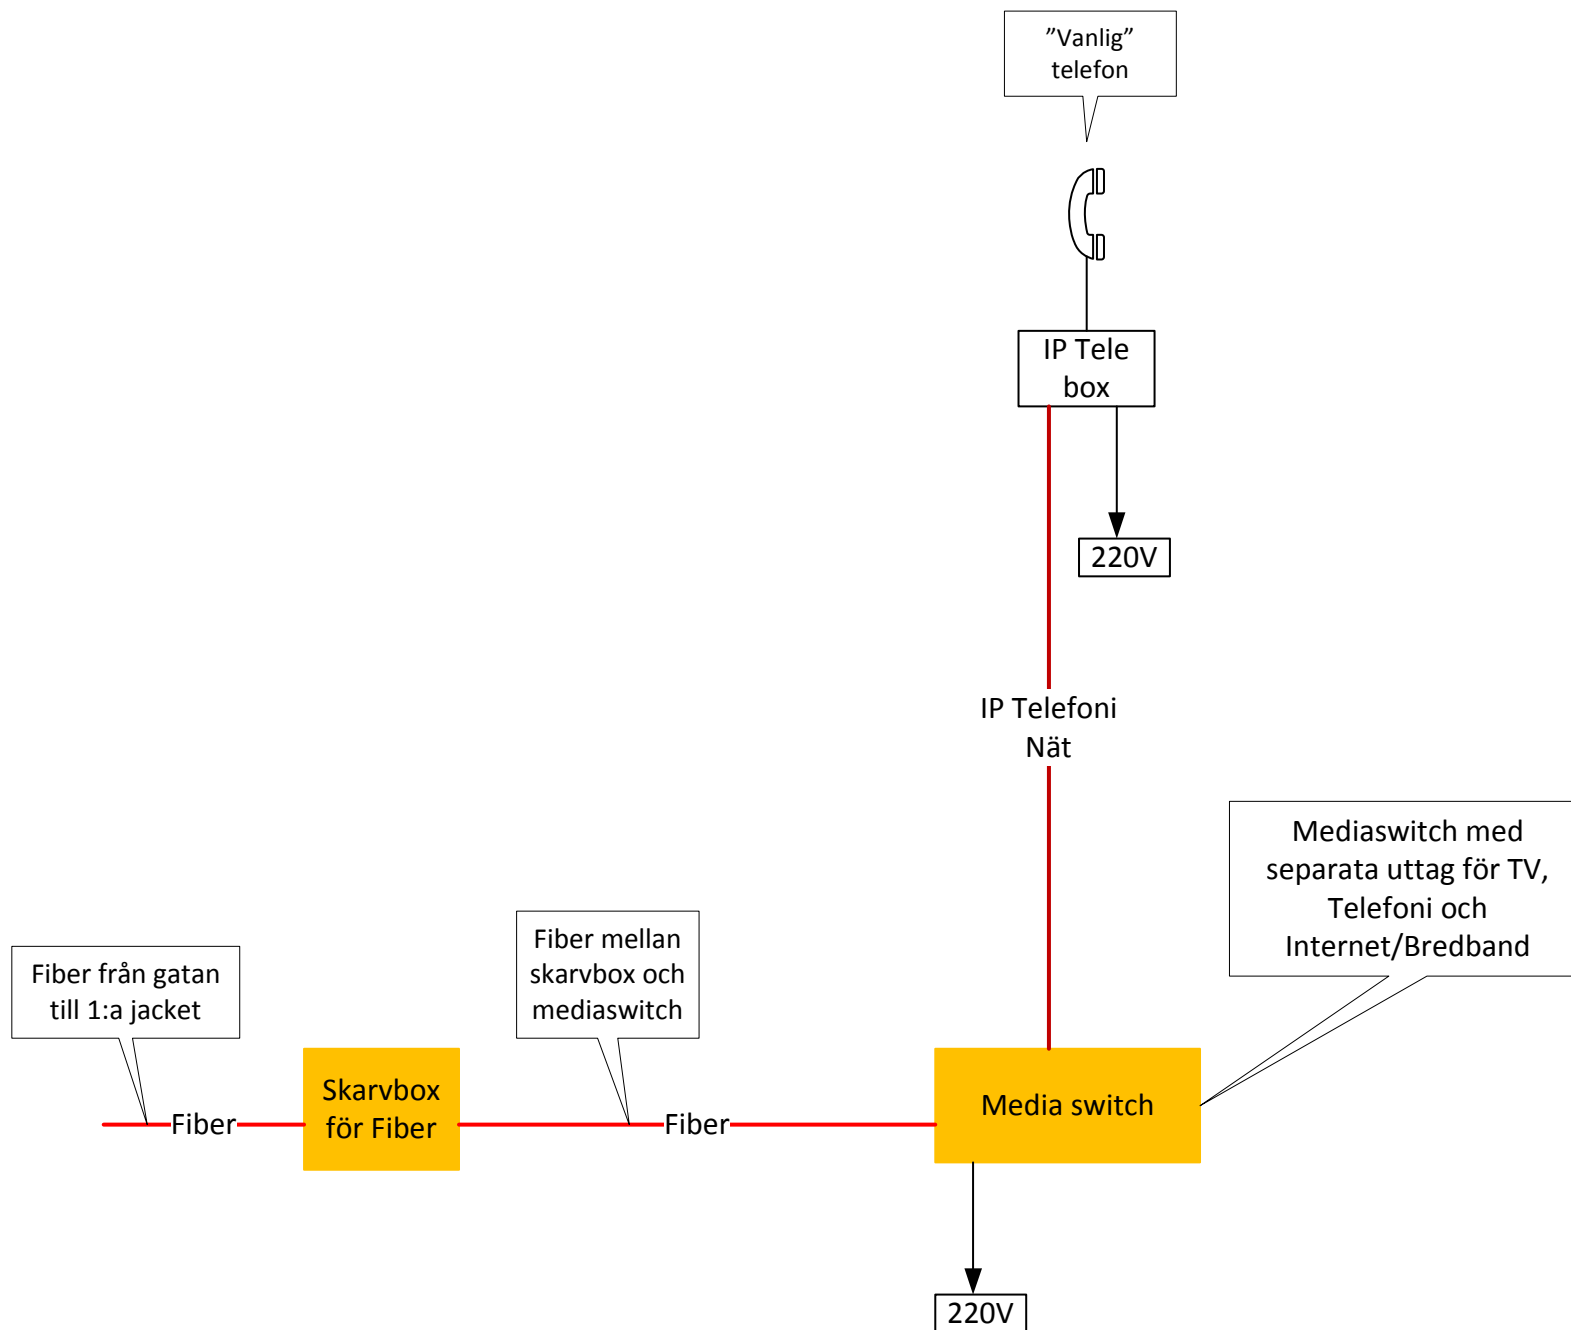 ”Vanlig”
telefon
IP Tele
box
220V
IP Telefoni
Nät
Mediaswitch med
separata uttag för TV,
Telefoni och
Internet/Bredband
Fiber mellan
skarvbox och
mediaswitch
Fiber från gatan
till 1:a jacket
Skarvbox
för Fiber
Media switch
Fiber
Fiber
220V